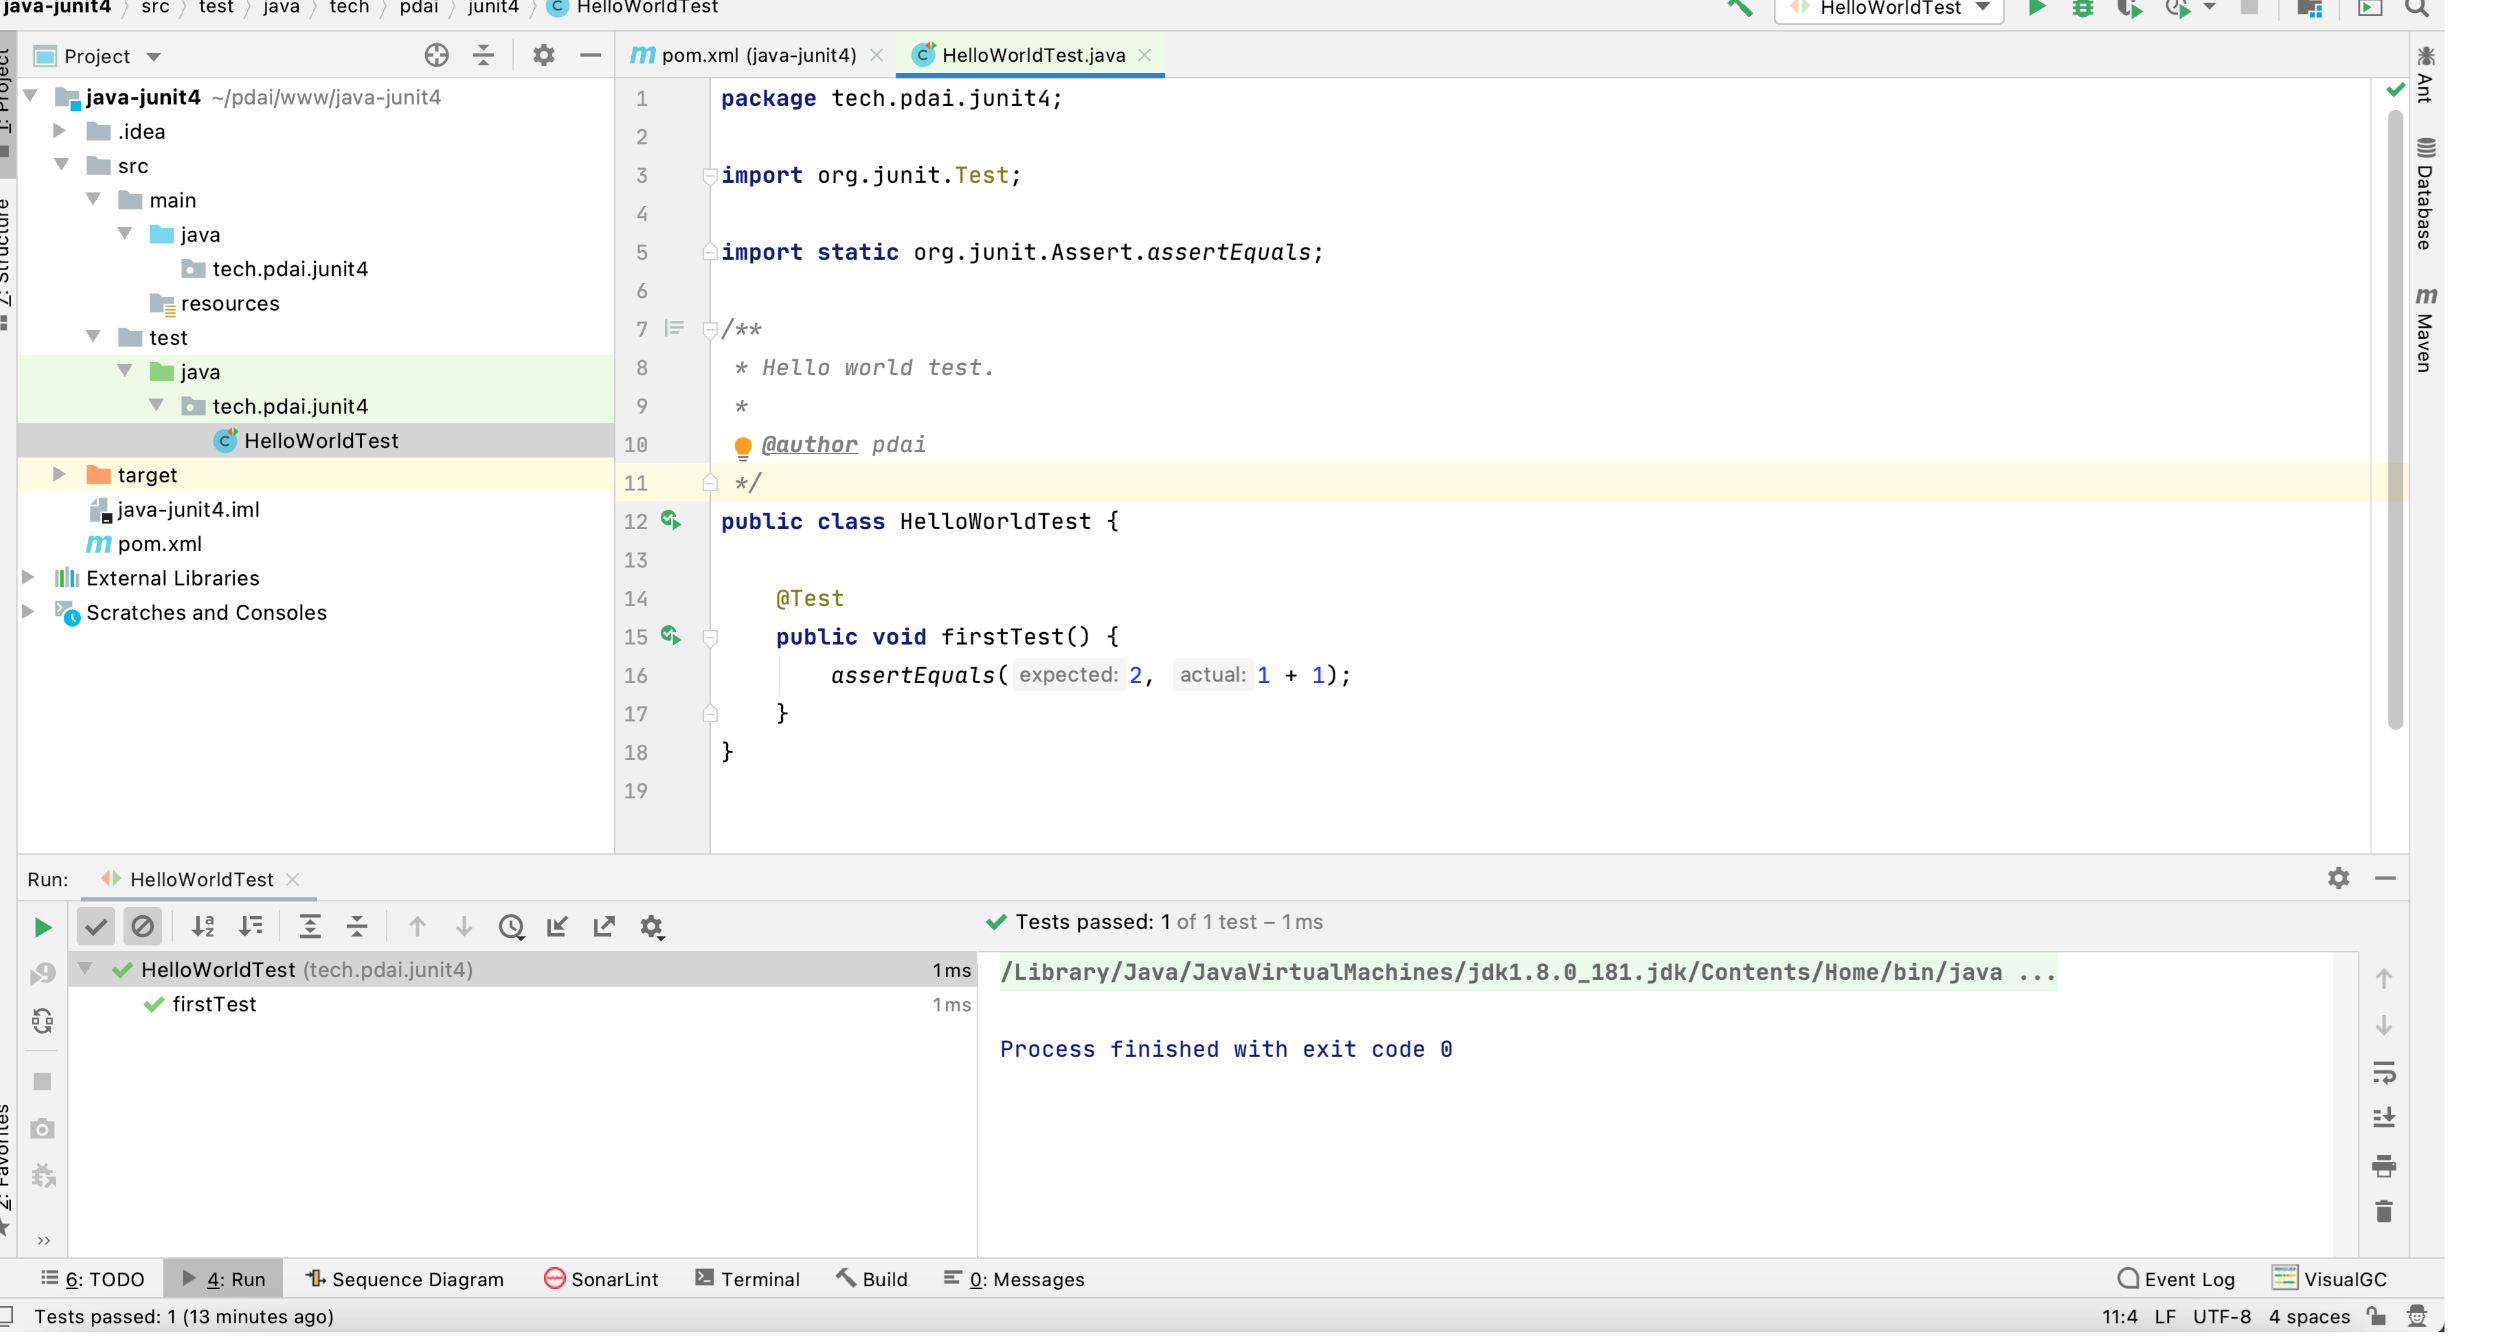 java-junit4 src test java tech pdai junit4 HelloWorldTest
HelloWorldTest
1: Project
7: Structure
2: Favorites
Project
java-junit4 ~/pdai/www/java-junit4
.idea
src
main
java
tech.pdai.junit4
resources
test
java
tech.pdai.junit4
HelloWorldTest
target
java-junit4.iml
pom.xml
External Libraries
Scratches and Consoles
pom.xml (java-junit4)
HelloWorldTest.java
1 package tech.pdai.junit4;
2
3 import org.junit.Test;
4
5 import static org.junit.Assert.assertEquals;
6
7 /**
8 * Hello world test.
9 *
10 @author pdai
11 */
12 public class HelloWorldTest {
13
14 @Test
15 public void firstTest() {
16 assertEquals( expected: 2, actual: 1 + 1);
17 }
18 }
19
Ant
Database
Maven
Run: HelloWorldTest
Tests passed: 1 of 1 test – 1 ms
HelloWorldTest (tech.pdai.junit4) 1 ms
firstTest 1 ms
/Library/Java/JavaVirtualMachines/jdk1.8.0_181.jdk/Contents/Home/bin/java ...
Process finished with exit code 0
6: TODO 4: Run Sequence Diagram SonarLint Terminal Build 0: Messages Event Log VisualGC
Tests passed: 1 (13 minutes ago) 11:4 LF UTF-8 4 spaces